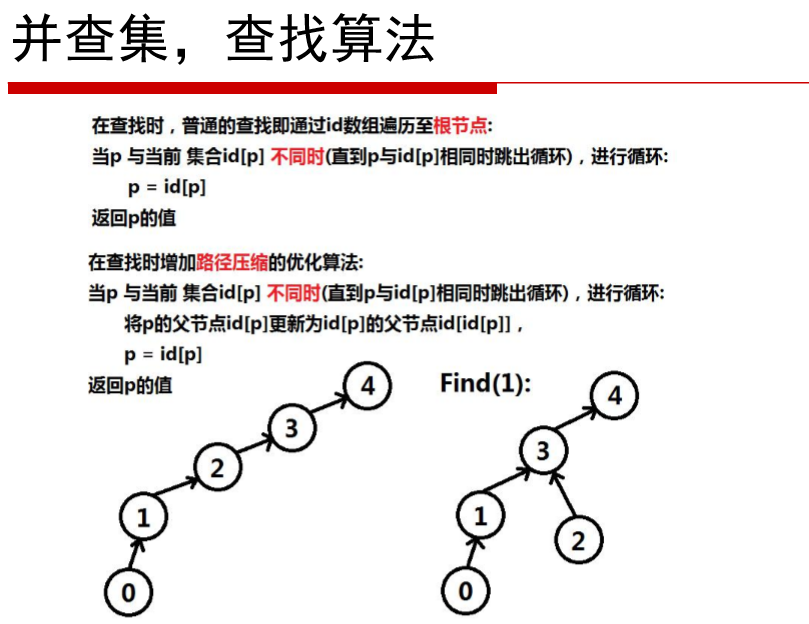 并查集，查找算法
在查找时，普通的查找即通过id数组遍历至根节点:
当p 与当前 集合id[p] 不同时(直到p与id[p]相同时跳出循环)，进行循环:
p = id[p]
返回p的值
在查找时增加路径压缩的优化算法:
当p 与当前 集合id[p] 不同时(直到p与id[p]相同时跳出循环)，进行循环:
将p的父节点id[p]更新为id[p]的父节点id[id[p]]，
p = id[p]
返回p的值
4
3
2
1
0
Find(1):
4
3
1
2
0